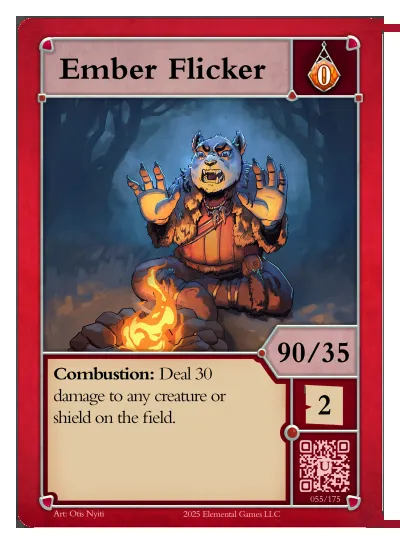 Ember Flicker
0
90/35
Combustion: Deal 30
damage to any creature or
shield on the field.
2
U
055/175
Art: Otis Nyiti
2025 Elemental Games LLC